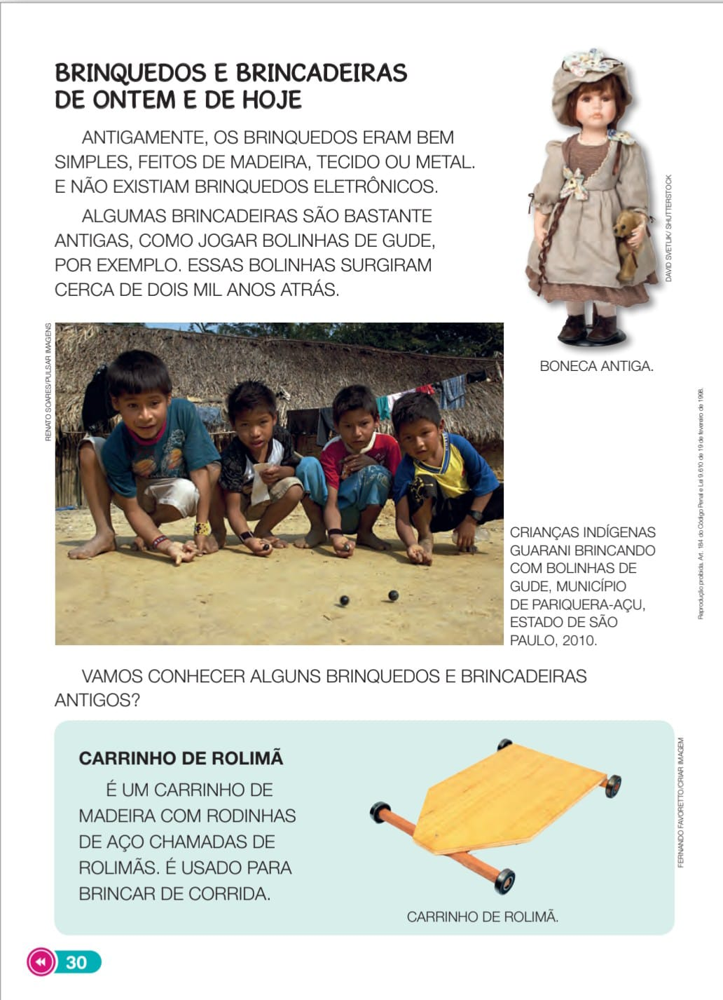 BRINQUEDOS E BRINCADEIRAS
DE ONTEM E DE HOJE
ANTIGAMENTE, OS BRINQUEDOS ERAM BEM
SIMPLES, FEITOS DE MADEIRA, TECIDO OU METAL.
E NÃO EXISTIAM BRINQUEDOS ELETRÔNICOS.
ALGUMAS BRINCADEIRAS SÃO BASTANTE
ANTIGAS, COMO JOGAR BOLINHAS DE GUDE,
POR EXEMPLO. ESSAS BOLINHAS SURGIRAM
CERCA DE DOIS MIL ANOS ATRÁS.
DAVID SVETLIK/ SHUTTERSTOCK
BONECA ANTIGA.
RENATO SOARES/PULSAR IMAGENS
CRIANÇAS INDÍGENAS
GUARANI BRINCANDO
COM BOLINHAS DE
GUDE, MUNICÍPIO
DE PARIQUERA-AÇU,
ESTADO DE SÃO
PAULO, 2010.
Reprodução proibida. Art. 184 do Código Penal e Lei 9.610 de 19 de fevereiro de 1998.
VAMOS CONHECER ALGUNS BRINQUEDOS E BRINCADEIRAS
ANTIGOS?
CARRINHO DE ROLIMÃ
É UM CARRINHO DE
MADEIRA COM RODINHAS
DE AÇO CHAMADAS DE
ROLIMÃS. É USADO PARA
BRINCAR DE CORRIDA.
CARRINHO DE ROLIMÃ.
FERNANDO FAVORETTO/CRIAR IMAGEM
30